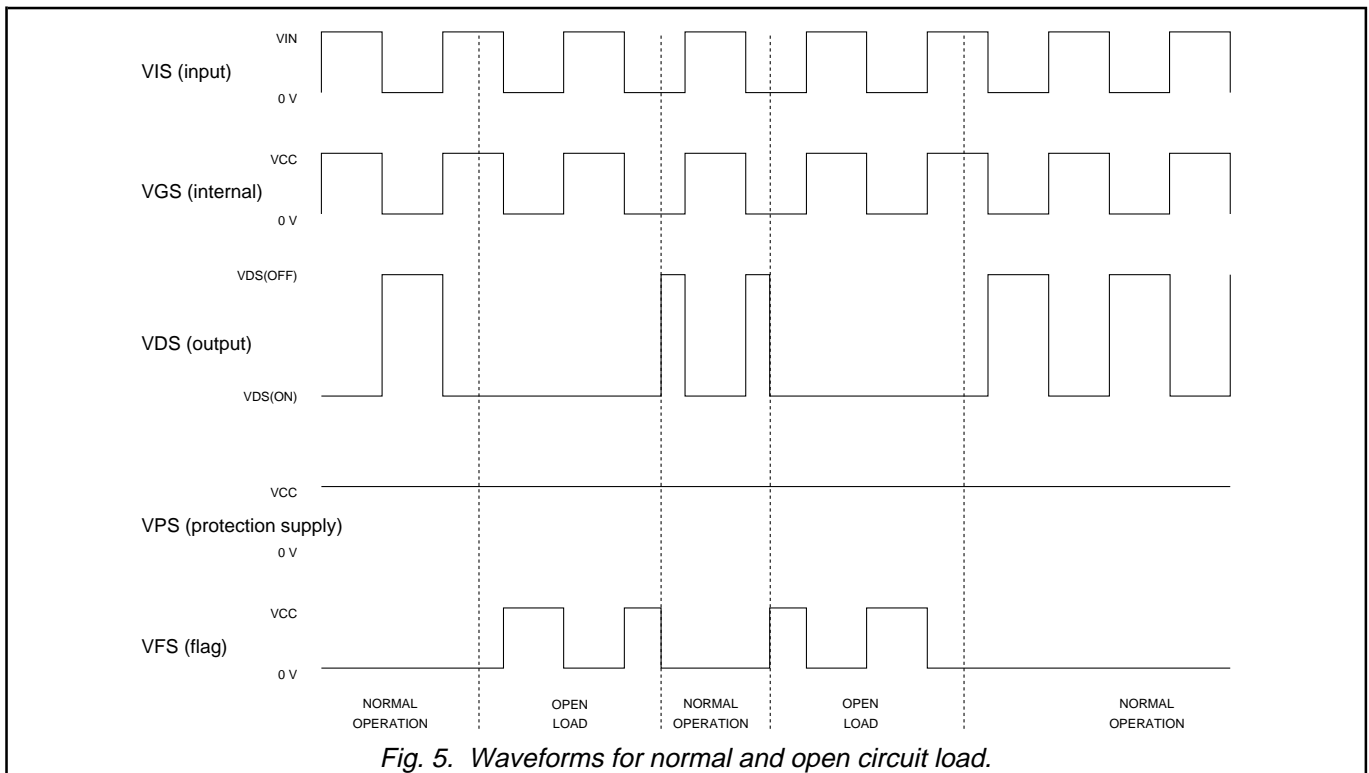 VIN
VIS (input)
0 V
VCC
VGS (internal)
0 V
VDS(OFF)
VDS (output)
VDS(ON)
VCC
VPS (protection supply)
0 V
VCC
VFS (flag)
0 V
NORMAL
OPERATION
OPEN
LOAD
NORMAL
OPERATION
OPEN
LOAD
NORMAL
OPERATION
Fig. 5. Waveforms for normal and open circuit load.